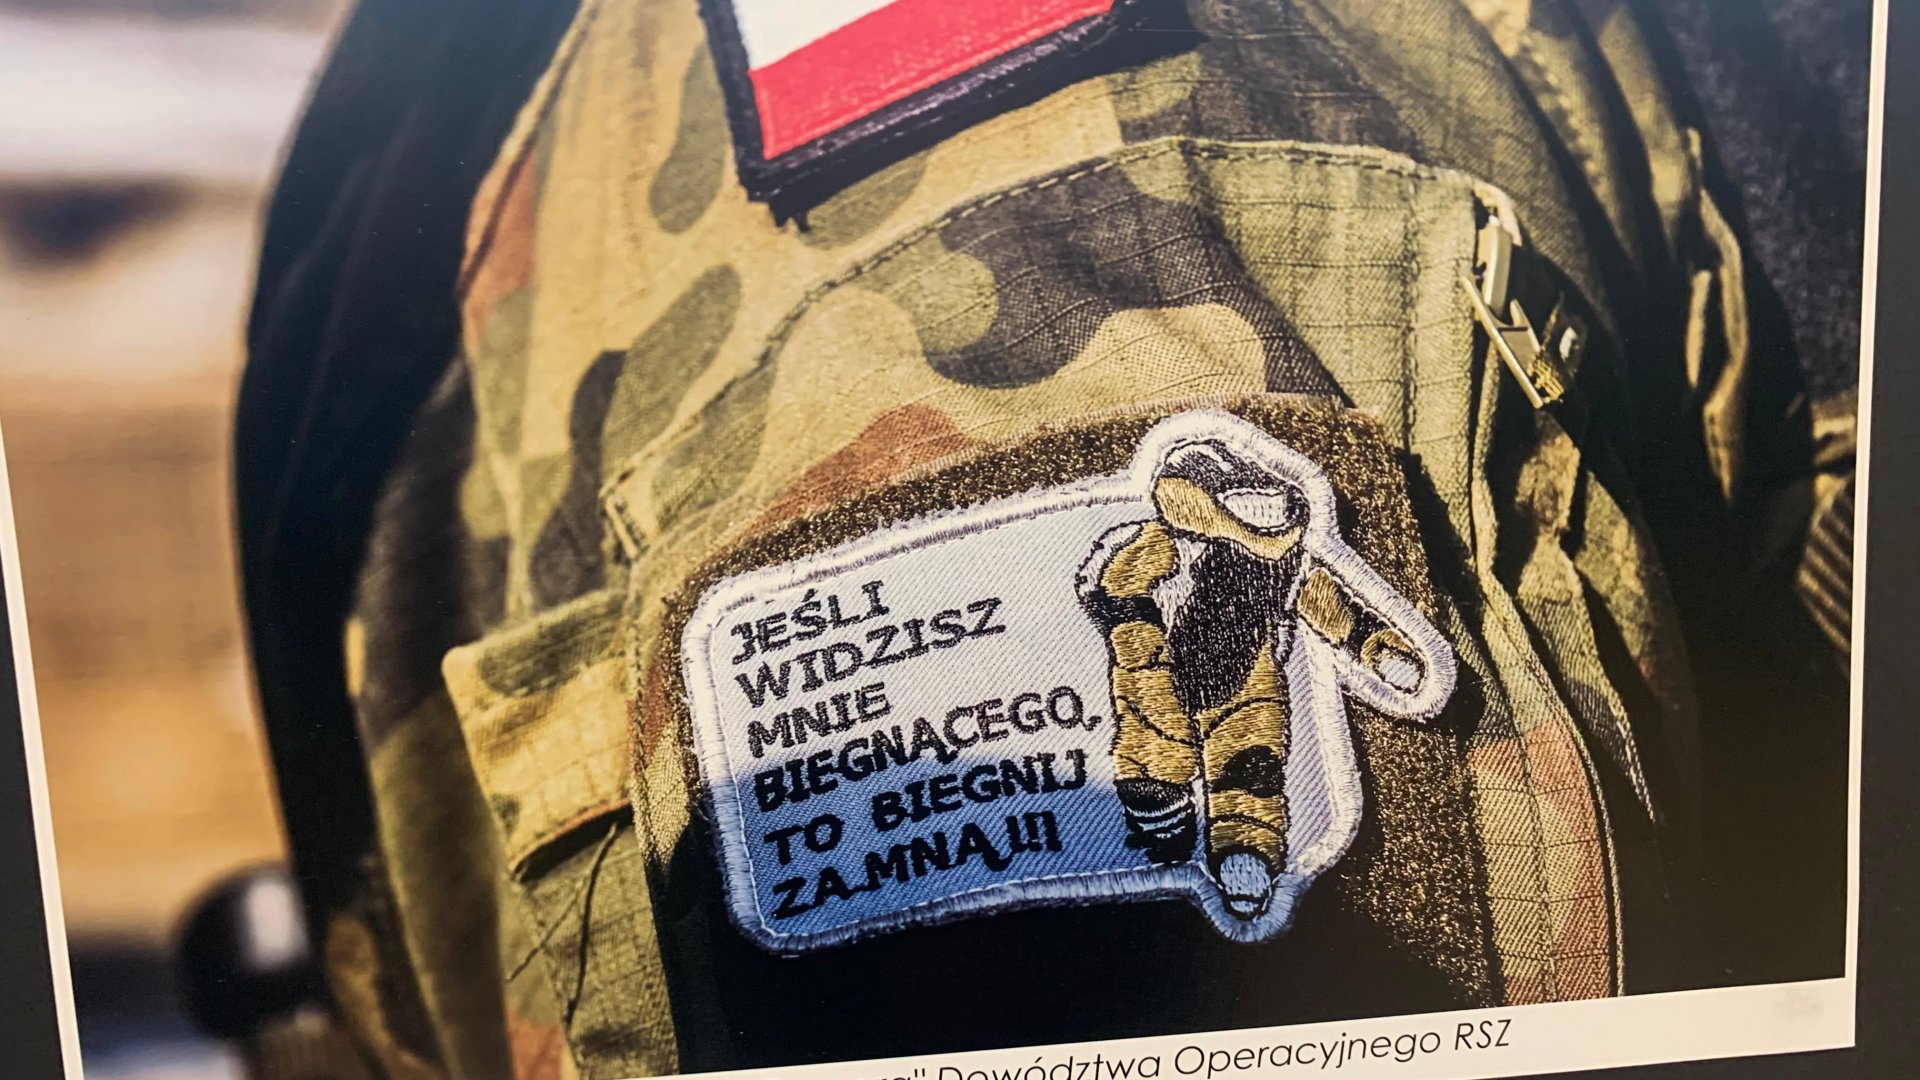 JEŚLI
WIDZISZ
MNIE
BIEGNĄCEGO,
TO BIEGNIJ
ZA MNĄ!!!
Dowództwa Operacyjnego RSZ